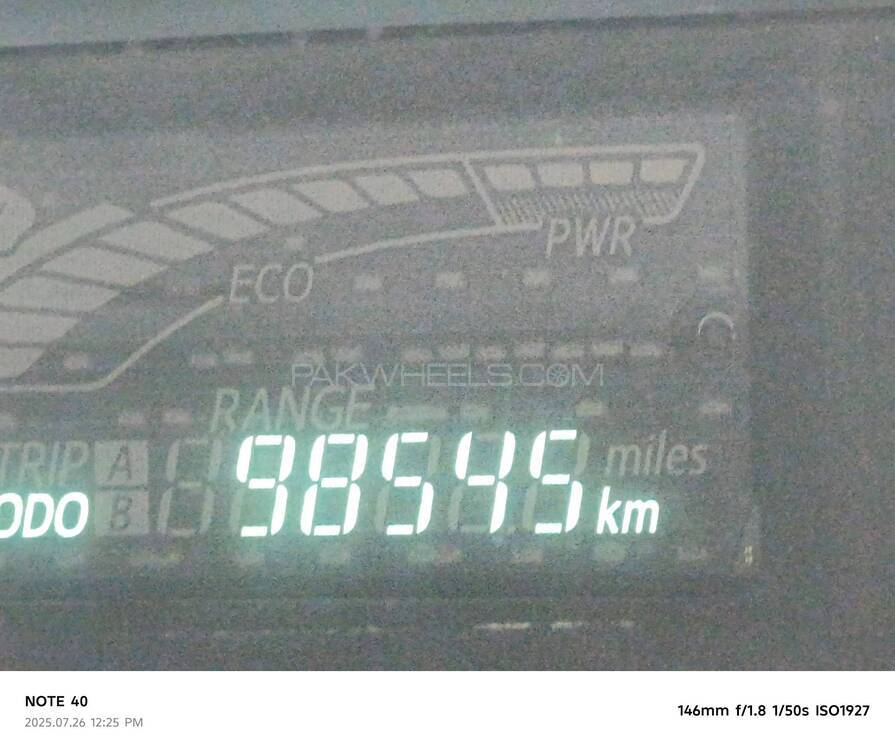 PWR
ECO
PAKWHEELS.COM
RANGE
TRIP A miles
ODO B 98545 km
NOTE 40
2025.07.26 12:25 PM
146mm f/1.8 1/50s ISO1927